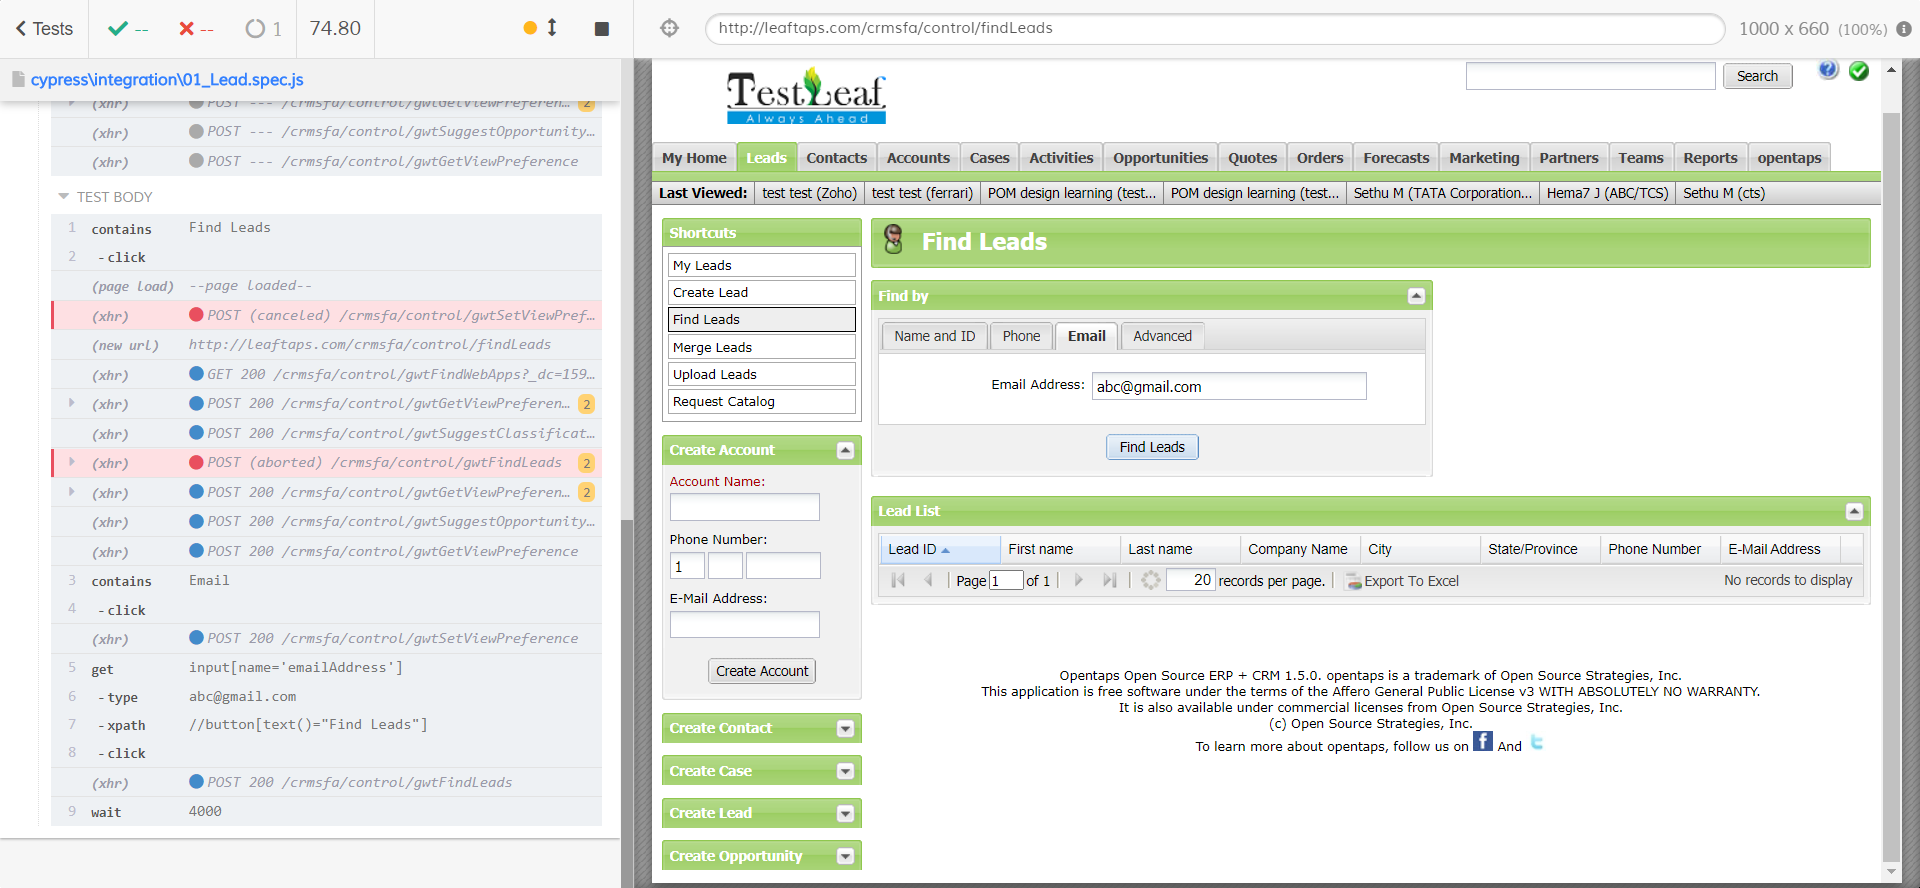 Tests
--
--
1
74.80
http://leaftaps.com/crmsfa/control/findLeads
1000 x 660 (100%)
cypress\integration\01_Lead.spec.js
(xhr) POST --- /crmsfa/control/gwtGetViewPreferen... 2
(xhr) POST --- /crmsfa/control/gwtSuggestOpportunity...
(xhr) POST --- /crmsfa/control/gwtGetViewPreference
TEST BODY
1 contains Find Leads
2 - click
(page load) --page loaded--
(xhr) POST (canceled) /crmsfa/control/gwtSetViewPref...
(new url) http://leaftaps.com/crmsfa/control/findLeads
(xhr) GET 200 /crmsfa/control/gwtFindWebApps?_dc=159...
(xhr) POST 200 /crmsfa/control/gwtGetViewPreferen... 2
(xhr) POST 200 /crmsfa/control/gwtSuggestClassificat...
(xhr) POST (aborted) /crmsfa/control/gwtFindLeads 2
(xhr) POST 200 /crmsfa/control/gwtGetViewPreferen... 2
(xhr) POST 200 /crmsfa/control/gwtSuggestOpportunity...
(xhr) POST 200 /crmsfa/control/gwtGetViewPreference
3 contains Email
4 - click
(xhr) POST 200 /crmsfa/control/gwtSetViewPreference
5 get input[name='emailAddress']
6 - type abc@gmail.com
7 - xpath //button[text()="Find Leads"]
8 - click
(xhr) POST 200 /crmsfa/control/gwtFindLeads
9 wait 4000
TestLeaf
Always Ahead
Search
My Home Leads Contacts Accounts Cases Activities Opportunities Quotes Orders Forecasts Marketing Partners Teams Reports opentaps
Last Viewed: test test (Zoho) test test (ferrari) POM design learning (test... POM design learning (test... Sethu M (TATA Corporation... Hema7 J (ABC/TCS) Sethu M (cts)
Shortcuts
My Leads
Create Lead
Find Leads
Merge Leads
Upload Leads
Request Catalog
Create Account
Account Name:
Phone Number:
1
E-Mail Address:
Create Account
Create Contact
Create Case
Create Lead
Create Opportunity
Find Leads
Find by
Name and ID Phone Email Advanced
Email Address: abc@gmail.com
Find Leads
Lead List
Lead ID First name Last name Company Name City State/Province Phone Number E-Mail Address
Page 1 of 1 20 records per page. Export To Excel No records to display
Opentaps Open Source ERP + CRM 1.5.0. opentaps is a trademark of Open Source Strategies, Inc.
This application is free software under the terms of the Affero General Public License v3 WITH ABSOLUTELY NO WARRANTY.
It is also available under commercial licenses from Open Source Strategies, Inc.
(c) Open Source Strategies, Inc.
To learn more about opentaps, follow us on f And t